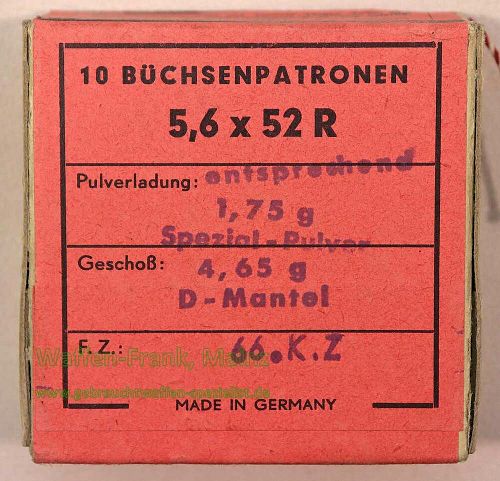 10 BÜCHSENPATRONEN
5,6 x 52 R
Pulverladung: entsprechend
1,75 g
Spezial-Pulver
Geschoß: 4,65 g
D-Mantel
F. Z.: 66.K.Z
Waffen-Frank, Mainz
www.gebrauchtwaffen-spezialist.de
MADE IN GERMANY